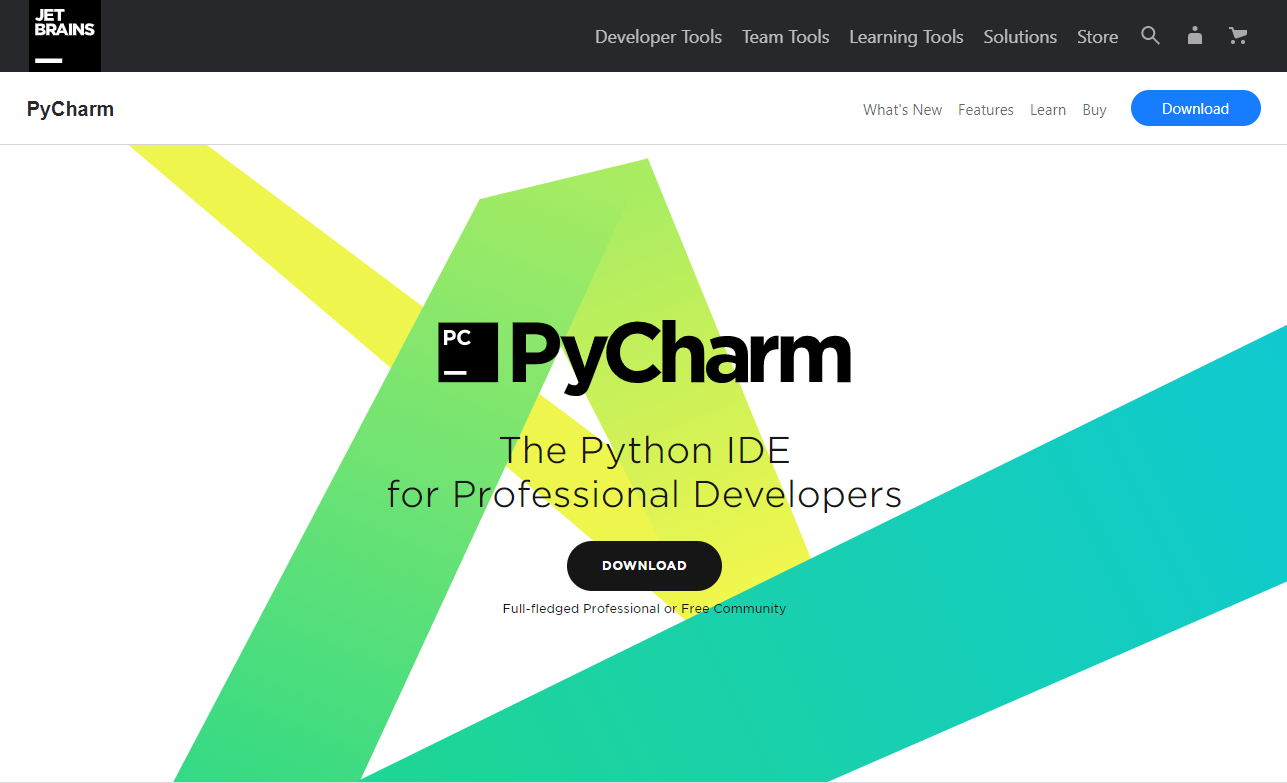 JET
BRAINS
Developer Tools Team Tools Learning Tools Solutions Store
PyCharm
What's New Features Learn Buy Download
PC
PyCharm
The Python IDE
for Professional Developers
DOWNLOAD
Full-fledged Professional or Free Community